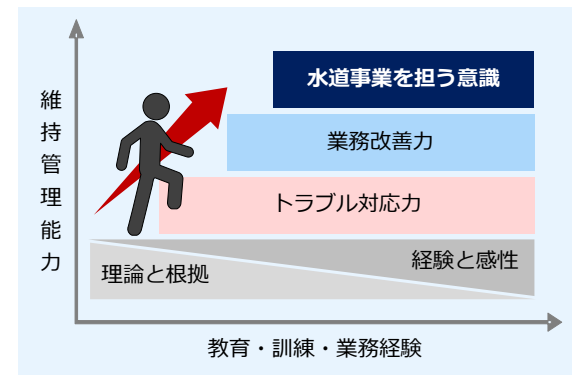 水道事業を担う意識
業務改善力
トラブル対応力
経験と感性
理論と根拠
維持管理能力
教育・訓練・業務経験